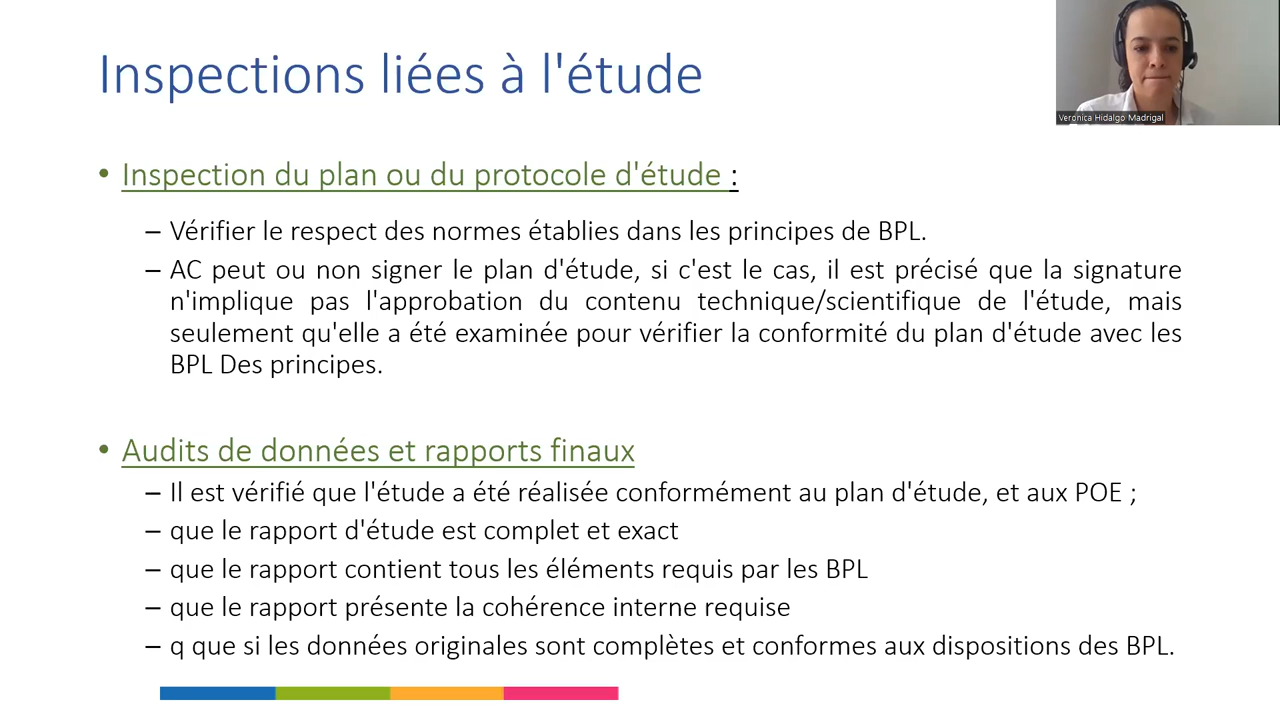 Inspections liées à l'étude
Veronica Hidalgo Madrigal
• Inspection du plan ou du protocole d'étude :
– Vérifier le respect des normes établies dans les principes de BPL.
– AC peut ou non signer le plan d'étude, si c'est le cas, il est précisé que la signature
n'implique pas l'approbation du contenu technique/scientifique de l'étude, mais
seulement qu'elle a été examinée pour vérifier la conformité du plan d'étude avec les
BPL Des principes.
• Audits de données et rapports finaux
– Il est vérifié que l'étude a été réalisée conformément au plan d'étude, et aux POE ;
– que le rapport d'étude est complet et exact
– que le rapport contient tous les éléments requis par les BPL
– que le rapport présente la cohérence interne requise
– q que si les données originales sont complètes et conformes aux dispositions des BPL.